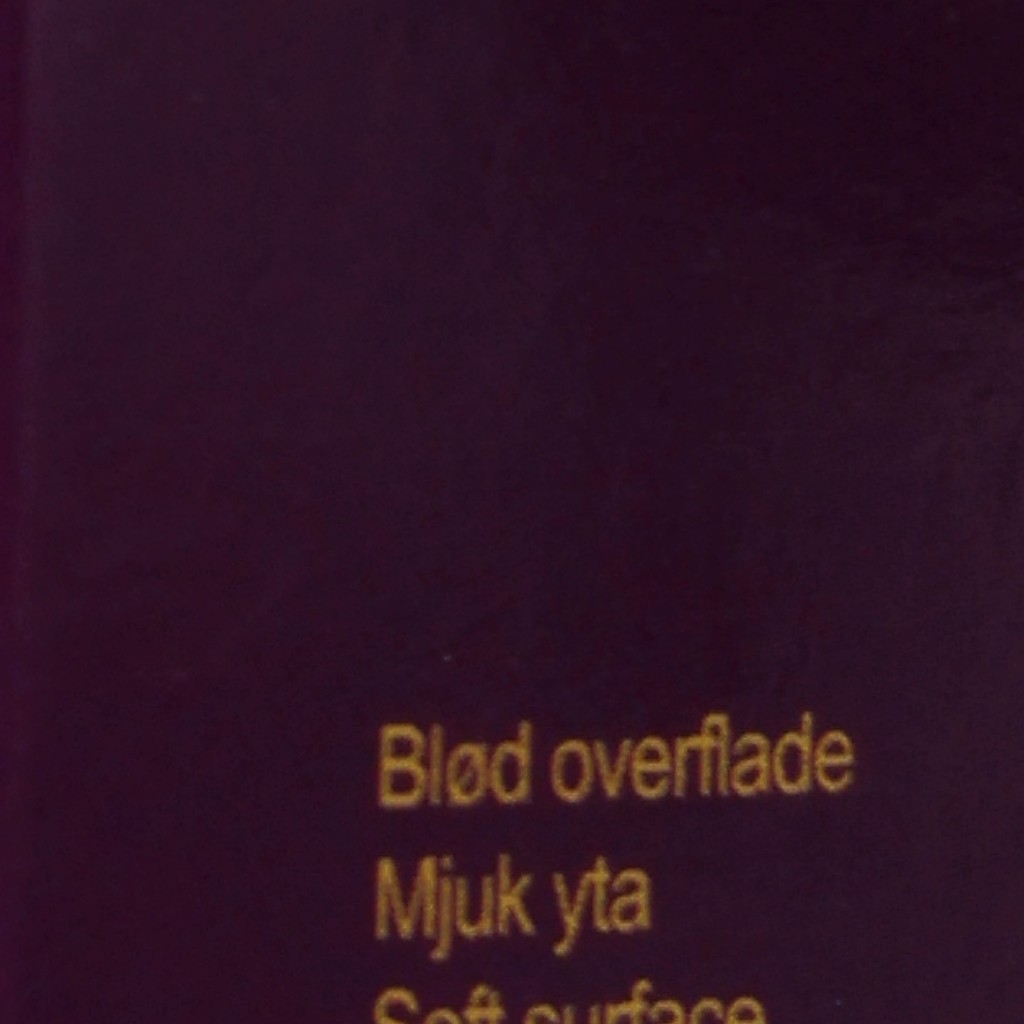 Blød overflade
Mjuk yta
Soft surface